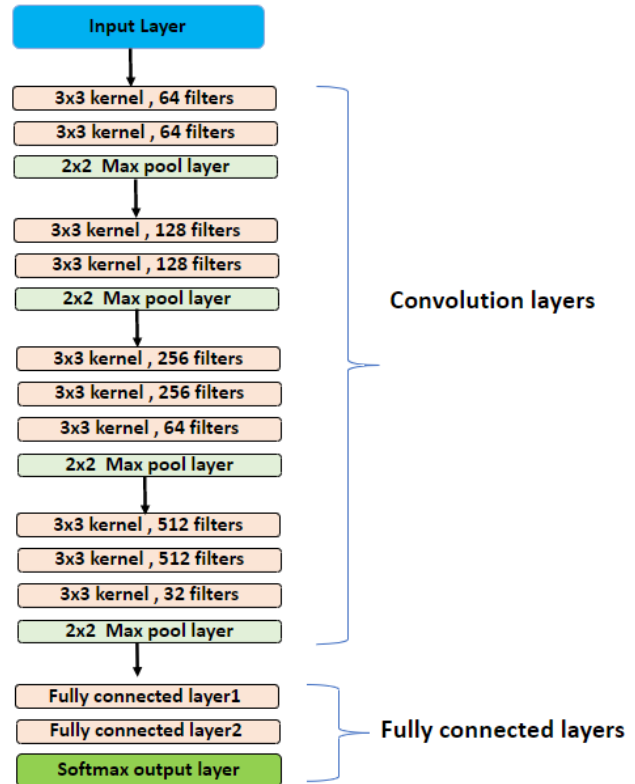 Input Layer
3x3 kernel , 64 filters
3x3 kernel , 64 filters
2x2 Max pool layer
3x3 kernel , 128 filters
3x3 kernel , 128 filters
2x2 Max pool layer
Convolution layers
3x3 kernel , 256 filters
3x3 kernel , 256 filters
3x3 kernel , 64 filters
2x2 Max pool layer
3x3 kernel , 512 filters
3x3 kernel , 512 filters
3x3 kernel , 32 filters
2x2 Max pool layer
Fully connected layer1
Fully connected layer2
Fully connected layers
Softmax output layer